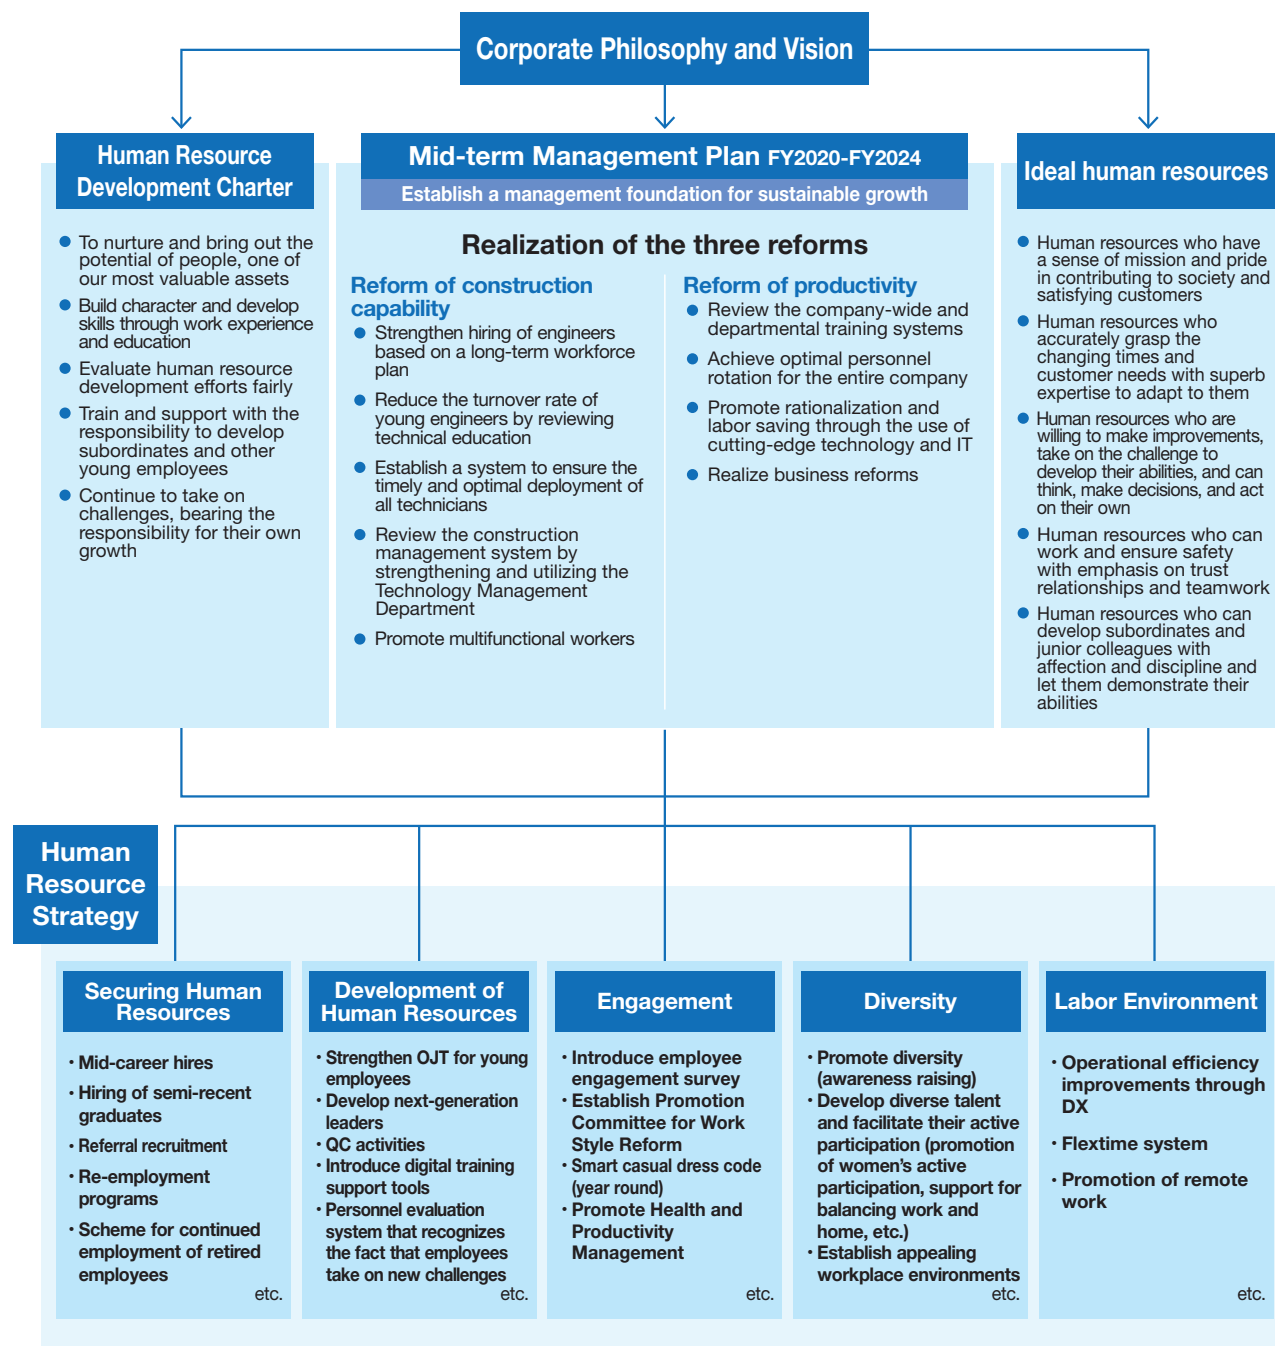 Corporate Philosophy and Vision
Human Resource
Development Charter
● To nurture and bring out the
potential of people, one of
our most valuable assets
● Build character and develop
skills through work experience
and education
● Evaluate human resource
development efforts fairly
● Train and support with the
responsibility to develop
subordinates and other
young employees
● Continue to take on
challenges, bearing the
responsibility for their own
growth
Mid-term Management Plan FY2020-FY2024
Establish a management foundation for sustainable growth
Realization of the three reforms
Reform of construction
capability
● Strengthen hiring of engineers
based on a long-term workforce
plan
● Reduce the turnover rate of
young engineers by reviewing
technical education
● Establish a system to ensure the
timely and optimal deployment of
all technicians
● Review the construction
management system by
strengthening and utilizing the
Technology Management
Department
● Promote multifunctional workers
Reform of productivity
● Review the company-wide and
departmental training systems
● Achieve optimal personnel
rotation for the entire company
● Promote rationalization and
labor saving through the use of
cutting-edge technology and IT
● Realize business reforms
Ideal human resources
● Human resources who have
a sense of mission and pride
in contributing to society and
satisfying customers
● Human resources who
accurately grasp the
changing times and
customer needs with superb
expertise to adapt to them
● Human resources who are
willing to make improvements,
take on the challenge to
develop their abilities, and can
think, make decisions, and act
on their own
● Human resources who can
work and ensure safety
with emphasis on trust
relationships and teamwork
● Human resources who can
develop subordinates and
junior colleagues with
affection and discipline and
let them demonstrate their
abilities
Human
Resource
Strategy
Securing Human
Resources
・Mid-career hires
・Hiring of semi-recent
graduates
・Referral recruitment
・Re-employment
programs
・Scheme for continued
employment of retired
employees
etc.
Development of
Human Resources
・Strengthen OJT for young
employees
・Develop next-generation
leaders
・QC activities
・Introduce digital training
support tools
・Personnel evaluation
system that recognizes
the fact that employees
take on new challenges
etc.
Engagement
・Introduce employee
engagement survey
・Establish Promotion
Committee for Work
Style Reform
・Smart casual dress code
(year round)
・Promote Health and
Productivity
Management
etc.
Diversity
・Promote diversity
(awareness raising)
・Develop diverse talent
and facilitate their active
participation (promotion
of women’s active
participation, support for
balancing work and
home, etc.)
・Establish appealing
workplace environments
etc.
Labor Environment
・Operational efficiency
improvements through
DX
・Flextime system
・Promotion of remote
work
etc.